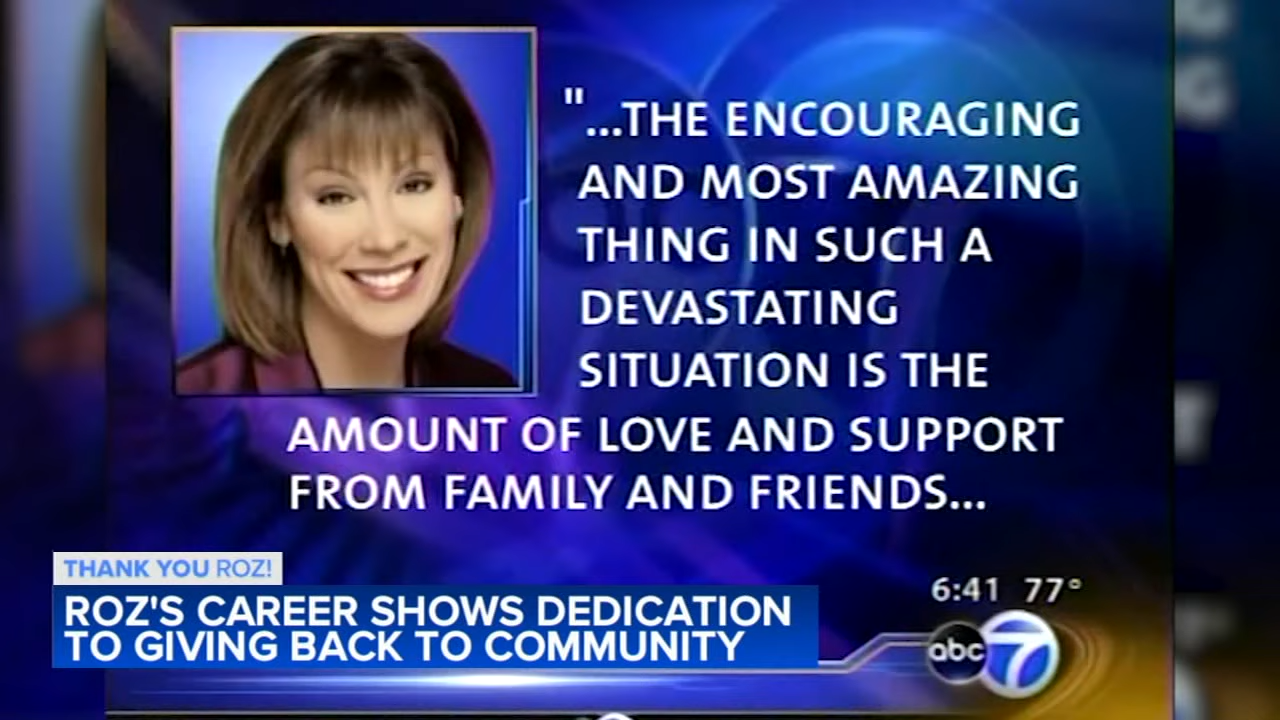 "...THE ENCOURAGING
AND MOST AMAZING
THING IN SUCH A
DEVASTATING
SITUATION IS THE
AMOUNT OF LOVE AND SUPPORT
FROM FAMILY AND FRIENDS...
THANK YOU ROZ!
ROZ'S CAREER SHOWS DEDICATION
TO GIVING BACK TO COMMUNITY
6:41 77°
abc 7